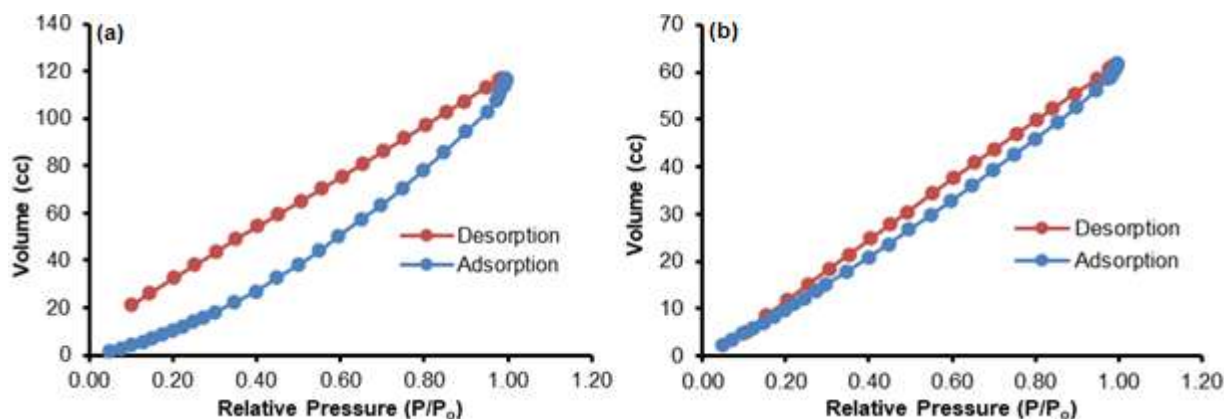 (a)
140
120
100
80
60
40
20
0
Volume (cc)
Desorption
Adsorption
0.00 0.20 0.40 0.60 0.80 1.00 1.20
Relative Pressure (P/Po)
(b)
70
60
50
40
30
20
10
0
Volume (cc)
Desorption
Adsorption
0.00 0.20 0.40 0.60 0.80 1.00 1.20
Relative Pressure (P/Po)